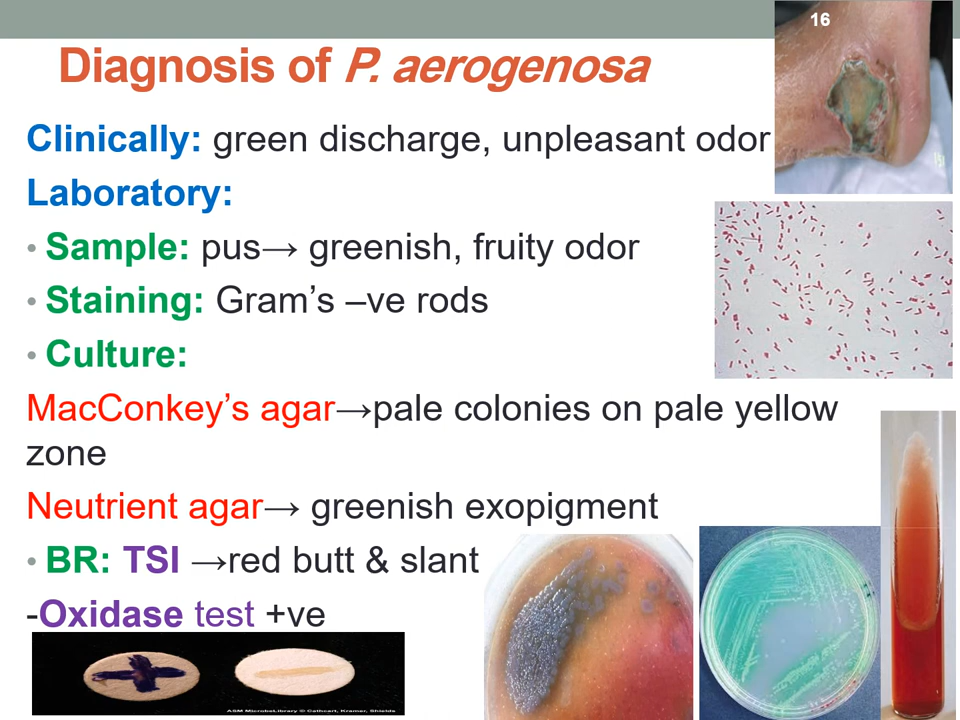 16
Diagnosis of P. aerogenosa
Clinically: green discharge, unpleasant odor
Laboratory:
• Sample: pus→ greenish, fruity odor
• Staining: Gram’s –ve rods
• Culture:
MacConkey’s agar→pale colonies on pale yellow
zone
Neutrient agar→ greenish exopigment
• BR: TSI →red butt & slant
-Oxidase test +ve
ASM MicrobeLibrary © Cathcart, Kramer, Shields